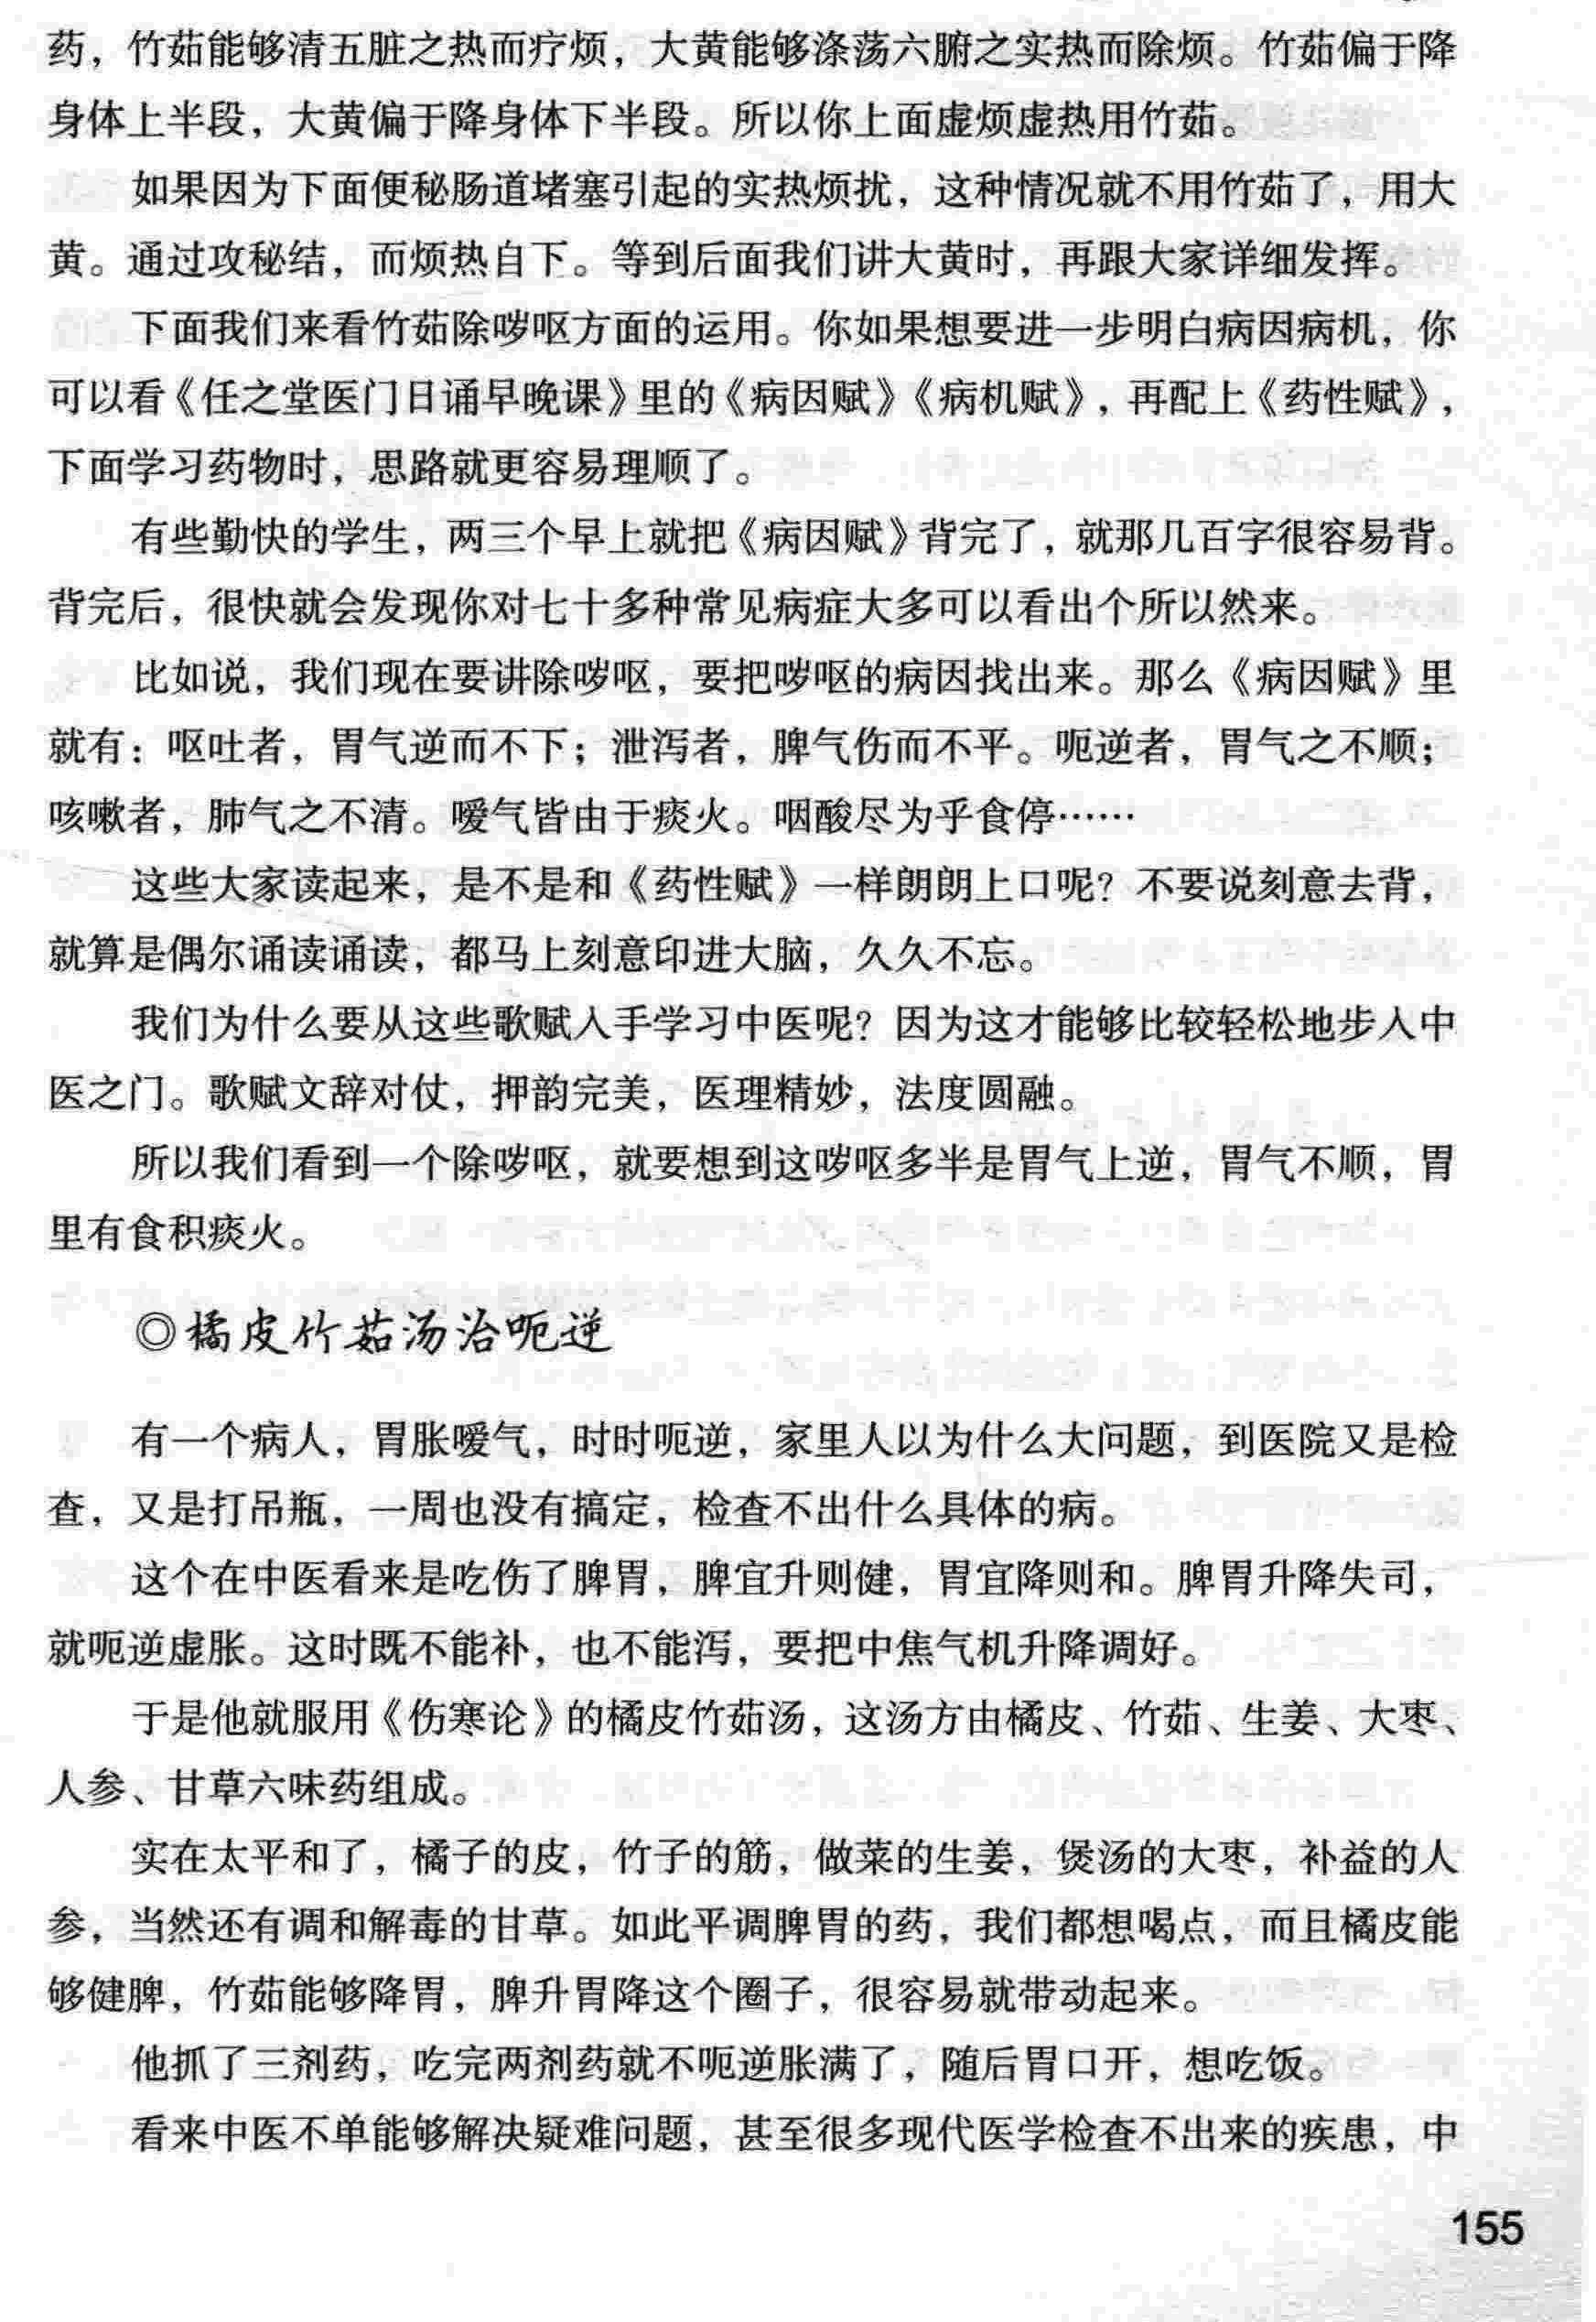 药，竹茹能够清五脏之热而疗烦，大黄能够涤荡六腑之实热而除烦。竹茹偏于降
身体上半段，大黄偏于降身体下半段。所以你上面虚烦虚热用竹茹。
如果因为下面便秘肠道堵塞引起的实热烦扰，这种情况就不用竹茹了，用大
黄。通过攻秘结，而烦热自下。等到后面我们讲大黄时，再跟大家详细发挥。
下面我们来看竹茹除哕呕方面的运用。你如果想要进一步明白病因病机，你
可以看《任之堂医门日诵早晚课》里的《病因赋》《病机赋》，再配上《药性赋》，
下面学习药物时，思路就更容易理顺了。
有些勤快的学生，两三个早上就把《病因赋》背完了，就那几百字很容易背。
背完后，很快就会发现你对七十多种常见病症大多可以看出个所以然来。
比如说，我们现在要讲除哕呕，要把哕呕的病因找出来。那么《病因赋》里
就有：呕吐者，胃气逆而不下；泄泻者，脾气伤而不平。呃逆者，胃气之不顺；
咳嗽者，肺气之不清。嗳气皆由于痰火。咽酸尽为乎食停……
这些大家读起来，是不是和《药性赋》一样朗朗上口呢？不要说刻意去背，
就算是偶尔诵读诵读，都马上刻意印进大脑，久久不忘。
我们为什么要从这些歌赋入手学习中医呢？因为这才能够比较轻松地步入中
医之门。歌赋文辞对仗，押韵完美，医理精妙，法度圆融。
所以我们看到一个除哕呕，就要想到这哕呕多半是胃气上逆，胃气不顺，胃
里有食积痰火。
◎橘皮竹茹汤治呃逆
有一个病人，胃胀嗳气，时时呃逆，家里人以为什么大问题，到医院又是检
查，又是打吊瓶，一周也没有搞定，检查不出什么具体的病。
这个在中医看来是吃伤了脾胃，脾宜升则健，胃宜降则和。脾胃升降失司，
就呃逆虚胀。这时既不能补，也不能泻，要把中焦气机升降调好。
于是他就服用《伤寒论》的橘皮竹茹汤，这汤方由橘皮、竹茹、生姜、大枣、
人参、甘草六味药组成。
实在太平和了，橘子的皮，竹子的筋，做菜的生姜，煲汤的大枣，补益的人
参，当然还有调和解毒的甘草。如此平调脾胃的药，我们都想喝点，而且橘皮能
够健脾，竹茹能够降胃，脾升胃降这个圈子，很容易就带动起来。
他抓了三剂药，吃完两剂药就不呃逆胀满了，随后胃口开，想吃饭。
看来中医不单能够解决疑难问题，甚至很多现代医学检查不出来的疾患，中
155